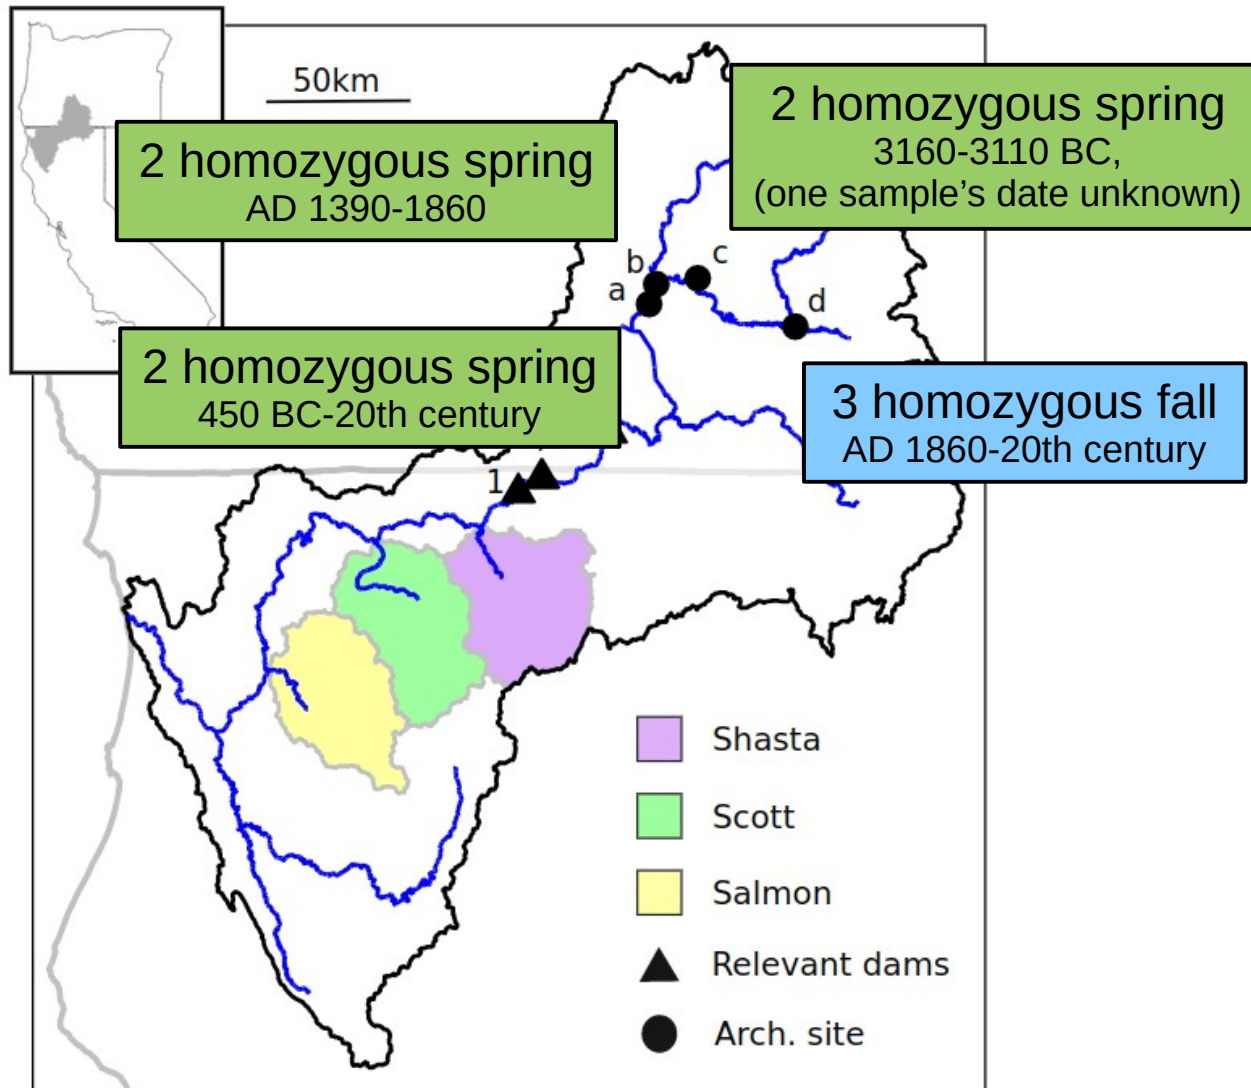 50km
2 homozygous spring
3160-3110 BC,
(one sample’s date unknown)
2 homozygous spring
AD 1390-1860
b
c
a
d
2 homozygous spring
450 BC-20th century
3 homozygous fall
AD 1860-20th century
1
Shasta
Scott
Salmon
Relevant dams
Arch. site